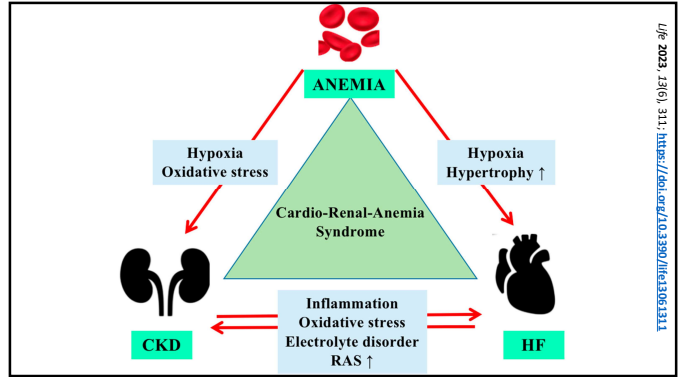 ANEMIA
Hypoxia
Oxidative stress
Hypoxia
Hypertrophy ↑
Cardio-Renal-Anemia
Syndrome
Inflammation
Oxidative stress
Electrolyte disorder
RAS ↑
CKD
HF
Life 2023, 13(6), 311; https://doi.org/10.3390/life13061311